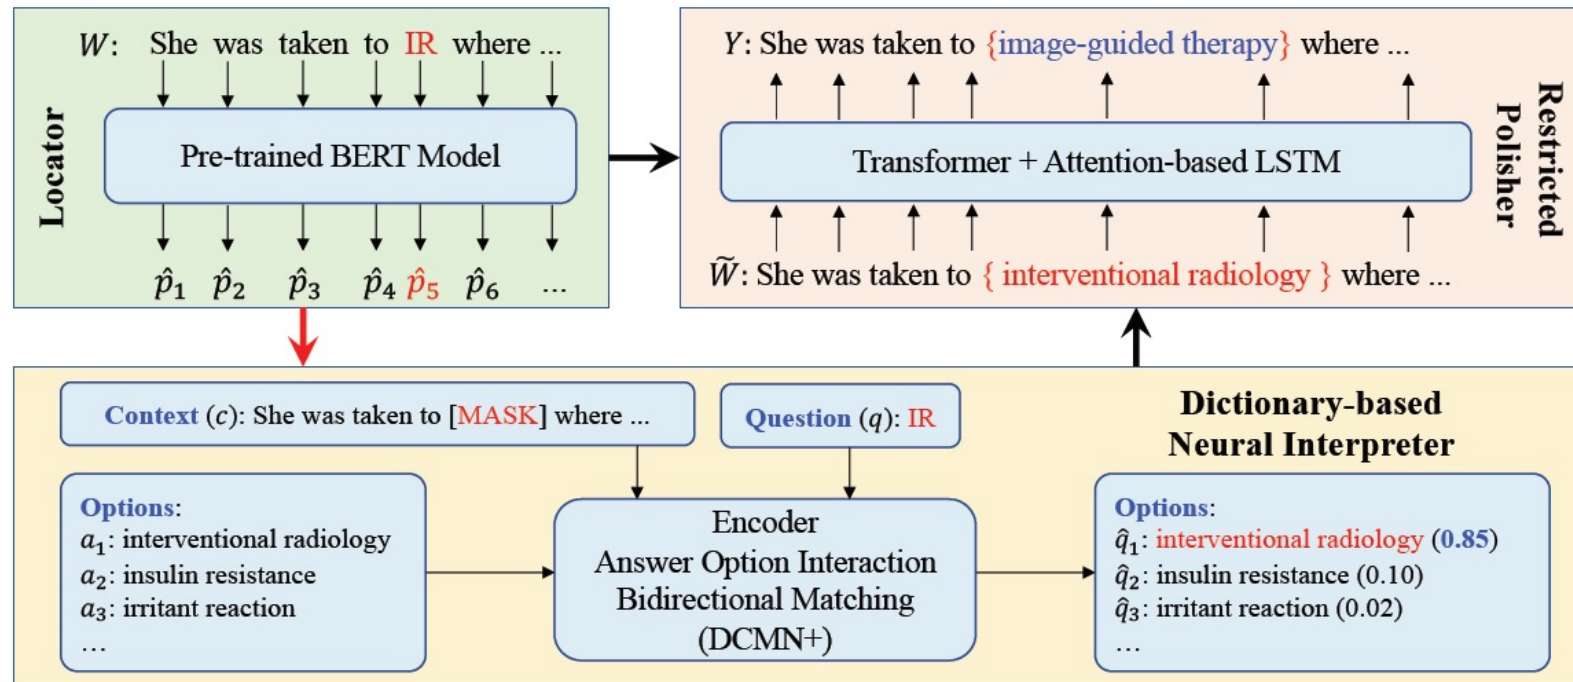 W: She was taken to IR where ...
Locator
Pre-trained BERT Model
p̂₁ p̂₂ p̂₃ p̂₄ p̂₅ p̂₆ ...
Y: She was taken to {image-guided therapy} where ...
Restricted
Polisher
Transformer + Attention-based LSTM
W̃: She was taken to { interventional radiology } where ...
Context (c): She was taken to [MASK] where ...
Question (q): IR
Dictionary-based
Neural Interpreter
Options:
a₁: interventional radiology
a₂: insulin resistance
a₃: irritant reaction
...
Encoder
Answer Option Interaction
Bidirectional Matching
(DCMN+)
Options:
q̂₁: interventional radiology (0.85)
q̂₂: insulin resistance (0.10)
q̂₃: irritant reaction (0.02)
...